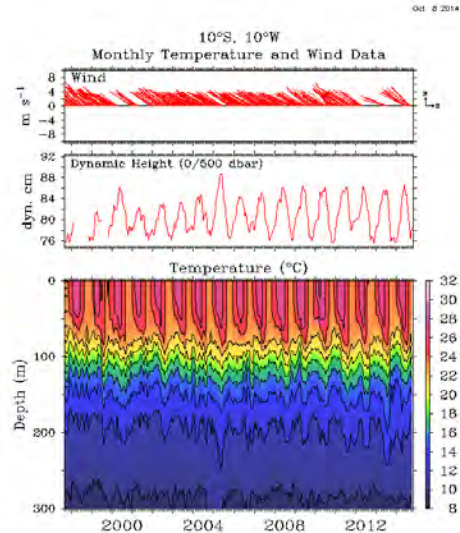 Oct 8 2014
10°S, 10°W
Monthly Temperature and Wind Data
Wind
8
4
0
-4
-8
m s⁻¹
Dynamic Height (0/500 dbar)
92
88
84
80
76
dyn. cm
Temperature (°C)
0
100
200
300
Depth (m)
2000 2004 2008 2012
32
30
28
26
24
22
20
18
16
14
12
10
8